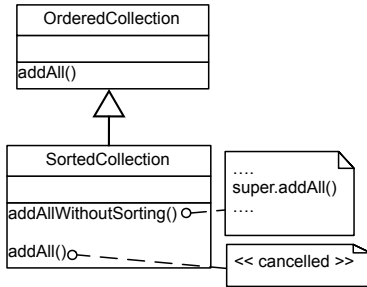 OrderedCollection
addAll()
SortedCollection
addAllWithoutSorting()
addAll()
....
super.addAll()
....
<< cancelled >>